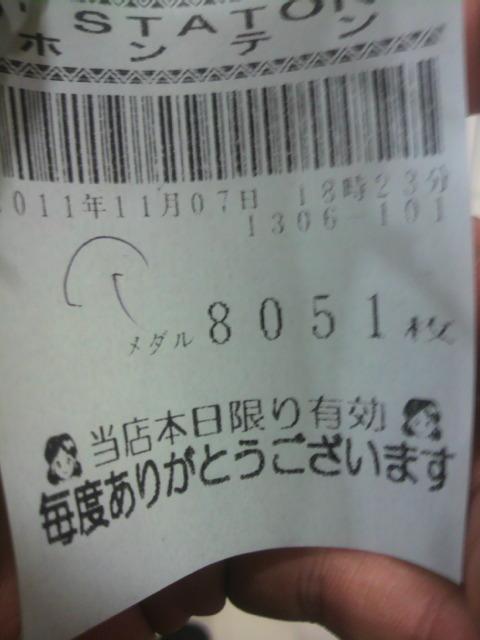 STATON
ホンテン
2011年11月07日 18時23分
1306-101
メダル 8051枚
当店本日限り有効
毎度ありがとうございます